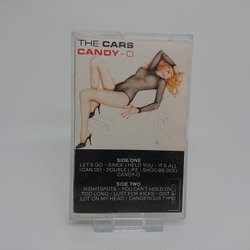 THE CARS
CANDY-O
SIDE ONE
LET'S GO - SINCE I HELD YOU - IT'S ALL
I CAN DO - DOUBLE LIFE - SHOO BE DOO
CANDY-O
SIDE TWO
NIGHTSPOTS - YOU CAN'T HOLD ON
TOO LONG - LUST FOR KICKS - GOT A
LOT ON MY HEAD - DANGEROUS TYPE